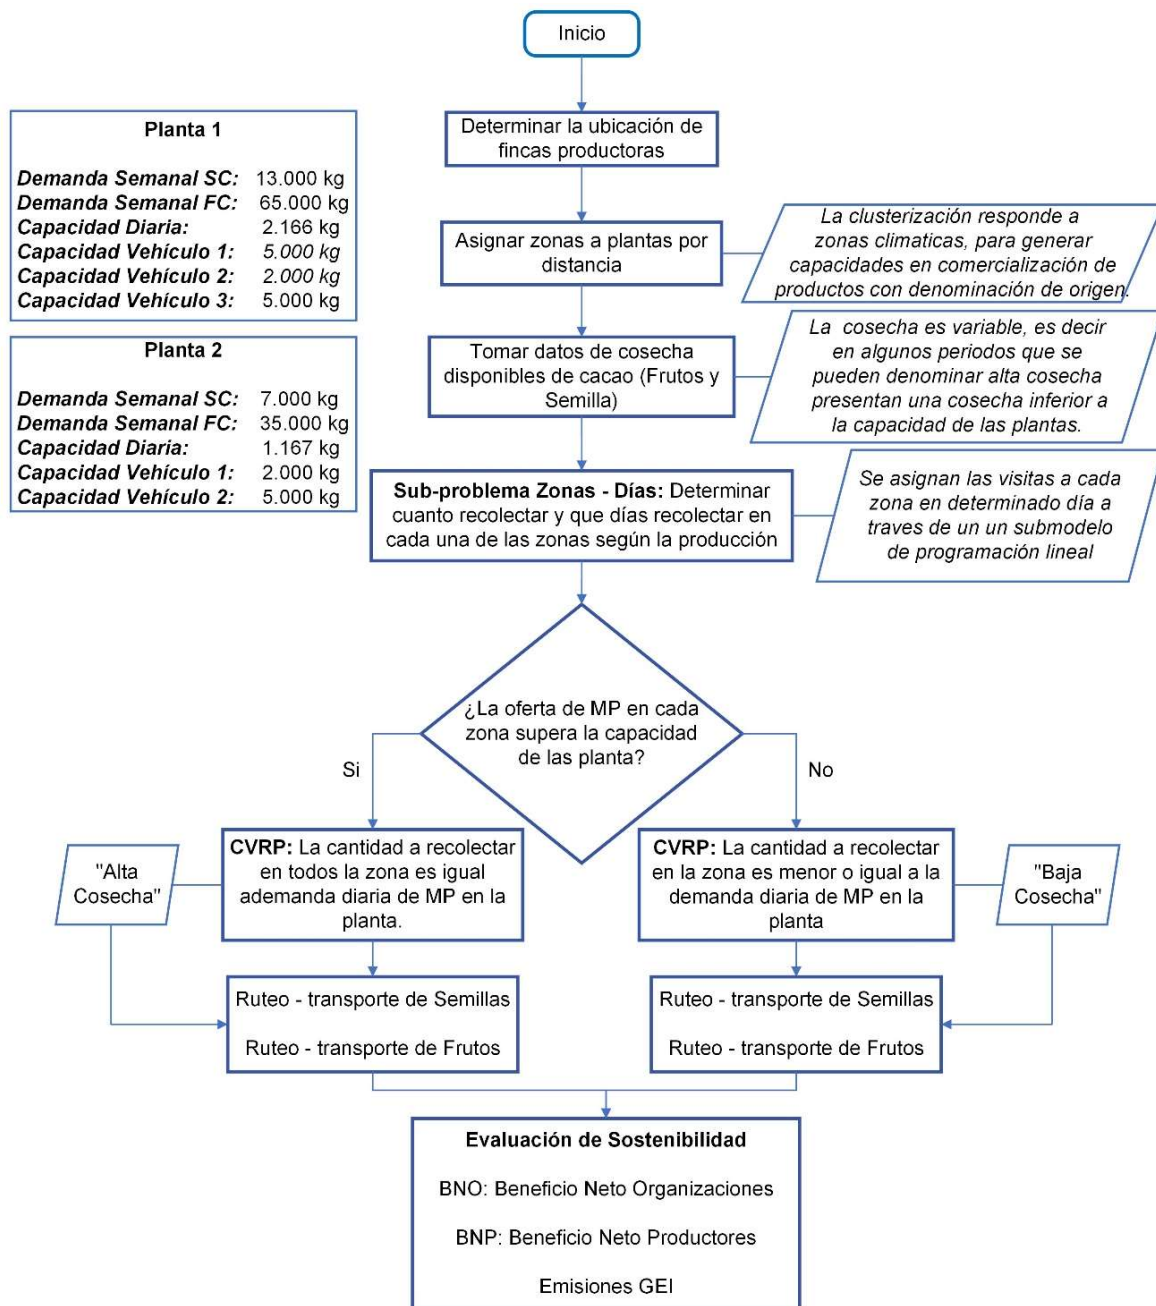 Inicio
Determinar la ubicación de
fincas productoras
Planta 1
Demanda Semanal SC: 13.000 kg
Demanda Semanal FC: 65.000 kg
Capacidad Diaria: 2.166 kg
Capacidad Vehículo 1: 5.000 kg
Capacidad Vehículo 2: 2.000 kg
Capacidad Vehículo 3: 5.000 kg
Asignar zonas a plantas por
distancia
La clusterización responde a
zonas climaticas, para generar
capacidades en comercialización de
productos con denominación de origen.
Planta 2
Demanda Semanal SC: 7.000 kg
Demanda Semanal FC: 35.000 kg
Capacidad Diaria: 1.167 kg
Capacidad Vehículo 1: 2.000 kg
Capacidad Vehículo 2: 5.000 kg
Tomar datos de cosecha
disponibles de cacao (Frutos y
Semilla)
La cosecha es variable, es decir
en algunos periodos que se
pueden denominar alta cosecha
presentan una cosecha inferior a
la capacidad de las plantas.
Sub-problema Zonas - Días: Determinar
cuanto recolectar y que días recolectar en
cada una de las zonas según la producción
Se asignan las visitas a cada
zona en determinado día a
traves de un un submodelo
de programación lineal
¿La oferta de MP en cada
zona supera la capacidad
de las planta?
Si
No
"Alta
Cosecha"
CVRP: La cantidad a recolectar
en todos la zona es igual
ademanda diaria de MP en la
planta.
CVRP: La cantidad a recolectar
en la zona es menor o igual a la
demanda diaria de MP en la
planta
"Baja
Cosecha"
Ruteo - transporte de Semillas
Ruteo - transporte de Frutos
Ruteo - transporte de Semillas
Ruteo - transporte de Frutos
Evaluación de Sostenibilidad
BNO: Beneficio Neto Organizaciones
BNP: Beneficio Neto Productores
Emisiones GEI